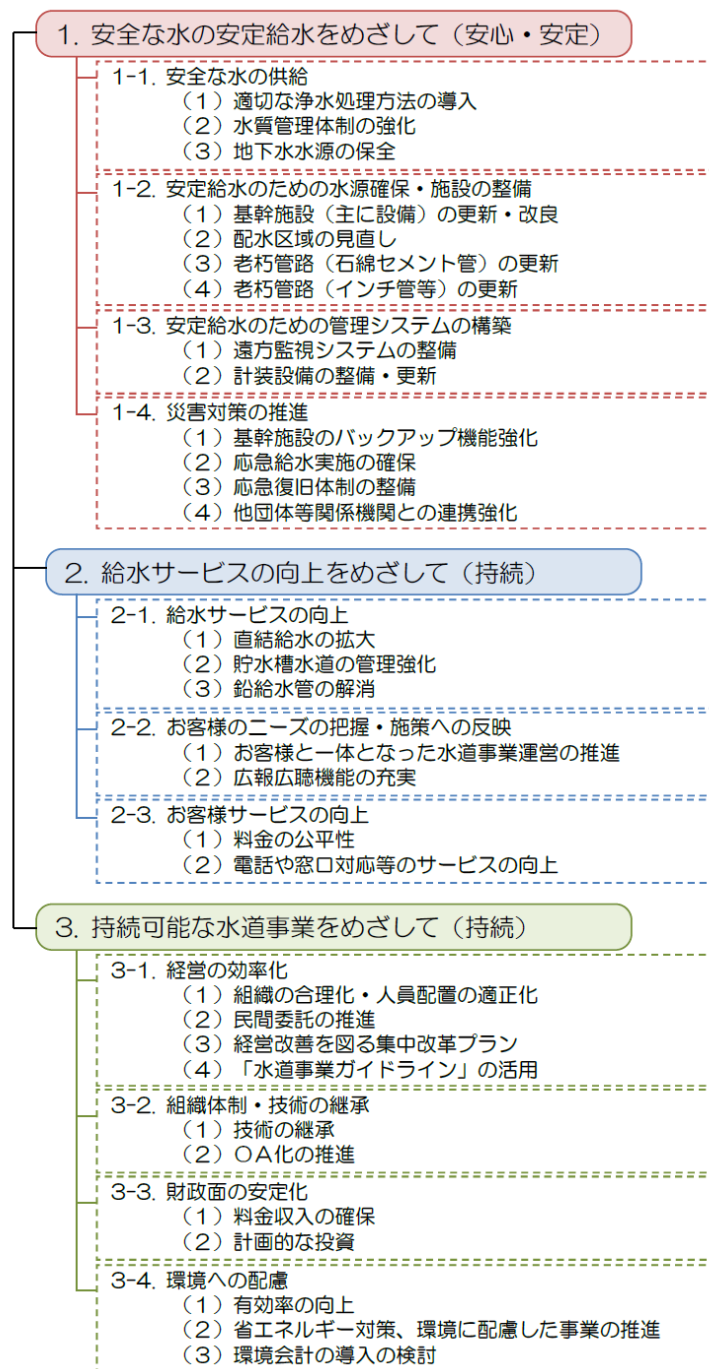 1. 安全な水の安定給水をめざして（安心・安定）
1-1. 安全な水の供給
（１）適切な浄水処理方法の導入
（２）水質管理体制の強化
（３）地下水水源の保全
1-2. 安定給水のための水源確保・施設の整備
（１）基幹施設（主に設備）の更新・改良
（２）配水区域の見直し
（３）老朽管路（石綿セメント管）の更新
（４）老朽管路（インチ管等）の更新
1-3. 安定給水のための管理システムの構築
（１）遠方監視システムの整備
（２）計装設備の整備・更新
1-4. 災害対策の推進
（１）基幹施設のバックアップ機能強化
（２）応急給水実施の確保
（３）応急復旧体制の整備
（４）他団体等関係機関との連携強化
2. 給水サービスの向上をめざして（持続）
2-1. 給水サービスの向上
（１）直結給水の拡大
（２）貯水槽水道の管理強化
（３）鉛給水管の解消
2-2. お客様のニーズの把握・施策への反映
（１）お客様と一体となった水道事業運営の推進
（２）広報広聴機能の充実
2-3. お客様サービスの向上
（１）料金の公平性
（２）電話や窓口対応等のサービスの向上
3. 持続可能な水道事業をめざして（持続）
3-1. 経営の効率化
（１）組織の合理化・人員配置の適正化
（２）民間委託の推進
（３）経営改善を図る集中改革プラン
（４）「水道事業ガイドライン」の活用
3-2. 組織体制・技術の継承
（１）技術の継承
（２）ＯＡ化の推進
3-3. 財政面の安定化
（１）料金収入の確保
（２）計画的な投資
3-4. 環境への配慮
（１）有効率の向上
（２）省エネルギー対策、環境に配慮した事業の推進
（３）環境会計の導入の検討